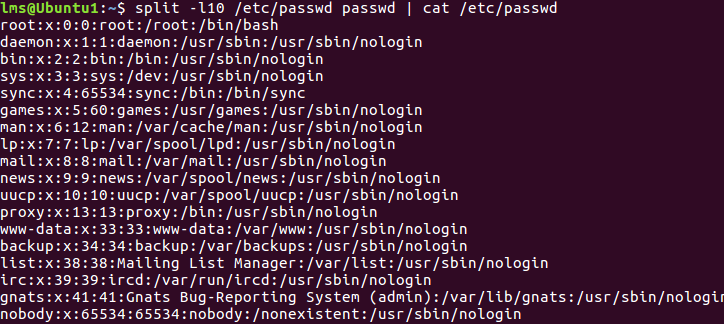 lms@Ubuntu1:~$ split -l10 /etc/passwd passwd | cat /etc/passwd
root:x:0:0:root:/root:/bin/bash
daemon:x:1:1:daemon:/usr/sbin:/usr/sbin/nologin
bin:x:2:2:bin:/bin:/usr/sbin/nologin
sys:x:3:3:sys:/dev:/usr/sbin/nologin
sync:x:4:65534:sync:/bin:/bin/sync
games:x:5:60:games:/usr/games:/usr/sbin/nologin
man:x:6:12:man:/var/cache/man:/usr/sbin/nologin
lp:x:7:7:lp:/var/spool/lpd:/usr/sbin/nologin
mail:x:8:8:mail:/var/mail:/usr/sbin/nologin
news:x:9:9:news:/var/spool/news:/usr/sbin/nologin
uucp:x:10:10:uucp:/var/spool/uucp:/usr/sbin/nologin
proxy:x:13:13:proxy:/bin:/usr/sbin/nologin
www-data:x:33:33:www-data:/var/www:/usr/sbin/nologin
backup:x:34:34:backup:/var/backups:/usr/sbin/nologin
list:x:38:38:Mailing List Manager:/var/list:/usr/sbin/nologin
irc:x:39:39:ircd:/var/run/ircd:/usr/sbin/nologin
gnats:x:41:41:Gnats Bug-Reporting System (admin):/var/lib/gnats:/usr/sbin/nologin
nobody:x:65534:65534:nobody:/nonexistent:/usr/sbin/nologin